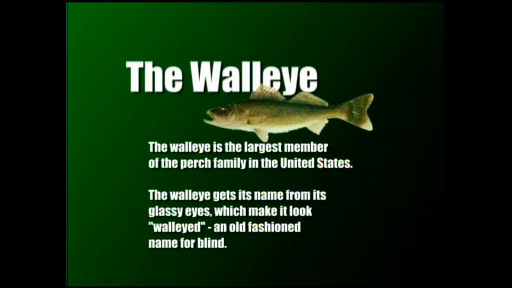 The Walleye
The walleye is the largest member
of the perch family in the United States.
The walleye gets its name from its
glassy eyes, which make it look
"walleyed" - an old fashioned
name for blind.